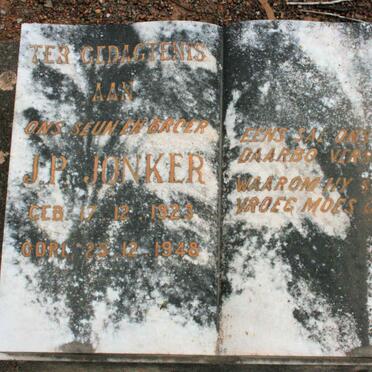 TER GEDAGTENIS
AAN
ONS SEUN EN BROER
J.P. JONKER
GEB. 17.12.1923
OORL. 23.12.1948
EENS SAL ONS
DAARBO VER
WAAROM HY S
VROEG MOES